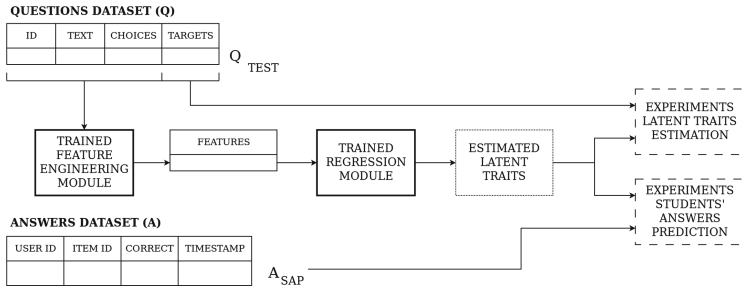 QUESTIONS DATASET (Q)
ID TEXT CHOICES TARGETS
Q TEST
EXPERIMENTS
LATENT TRAITS
ESTIMATION
TRAINED
FEATURE
ENGINEERING
MODULE
FEATURES
TRAINED
REGRESSION
MODULE
ESTIMATED
LATENT
TRAITS
EXPERIMENTS
STUDENTS'
ANSWERS
PREDICTION
ANSWERS DATASET (A)
USER ID ITEM ID CORRECT TIMESTAMP
A SAP